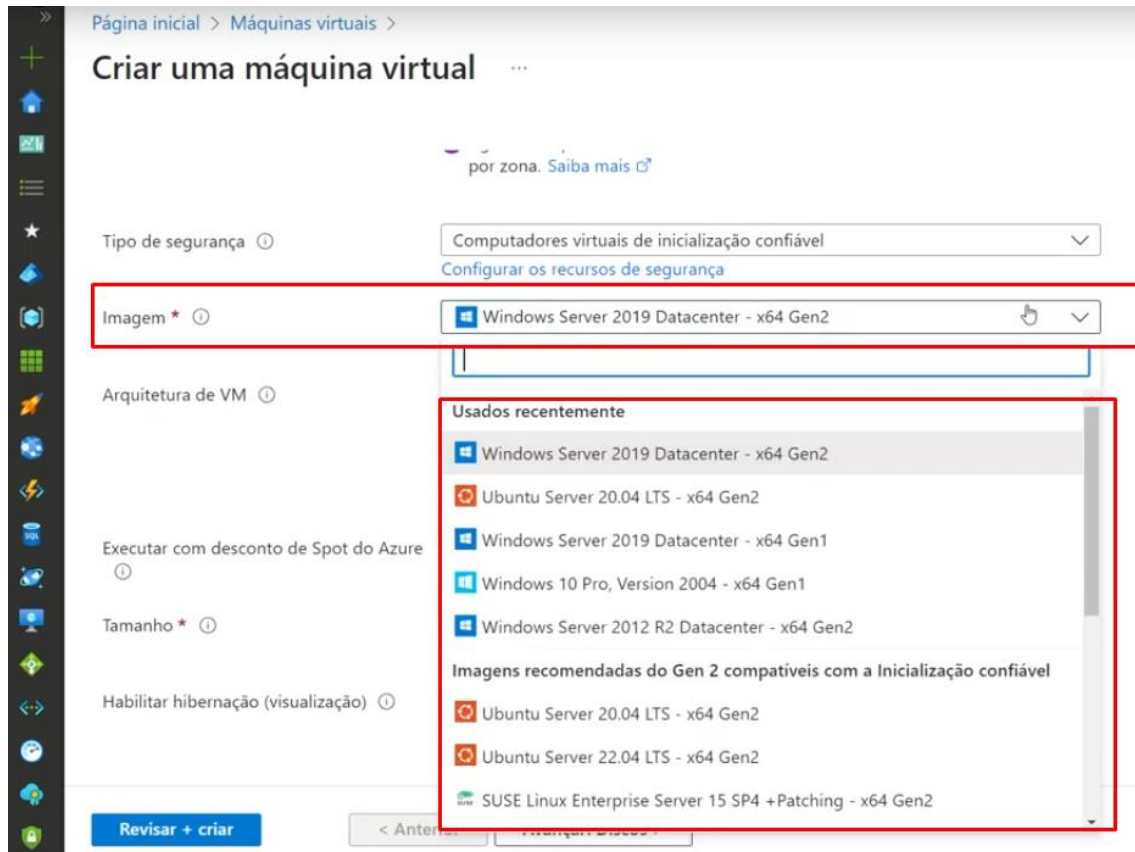 Página inicial > Máquinas virtuais >
Criar uma máquina virtual ...
por zona. Saiba mais
Tipo de segurança
Computadores virtuais de inicialização confiável
Configurar os recursos de segurança
Imagem *
Windows Server 2019 Datacenter - x64 Gen2
Arquitetura de VM
Usados recentemente
Windows Server 2019 Datacenter - x64 Gen2
Ubuntu Server 20.04 LTS - x64 Gen2
Windows Server 2019 Datacenter - x64 Gen1
Executar com desconto de Spot do Azure
Windows 10 Pro, Version 2004 - x64 Gen1
Tamanho *
Windows Server 2012 R2 Datacenter - x64 Gen2
Imagens recomendadas do Gen 2 compatíveis com a Inicialização confiável
Habilitar hibernação (visualização)
Ubuntu Server 20.04 LTS - x64 Gen2
Ubuntu Server 22.04 LTS - x64 Gen2
SUSE Linux Enterprise Server 15 SP4 +Patching - x64 Gen2
Revisar + criar